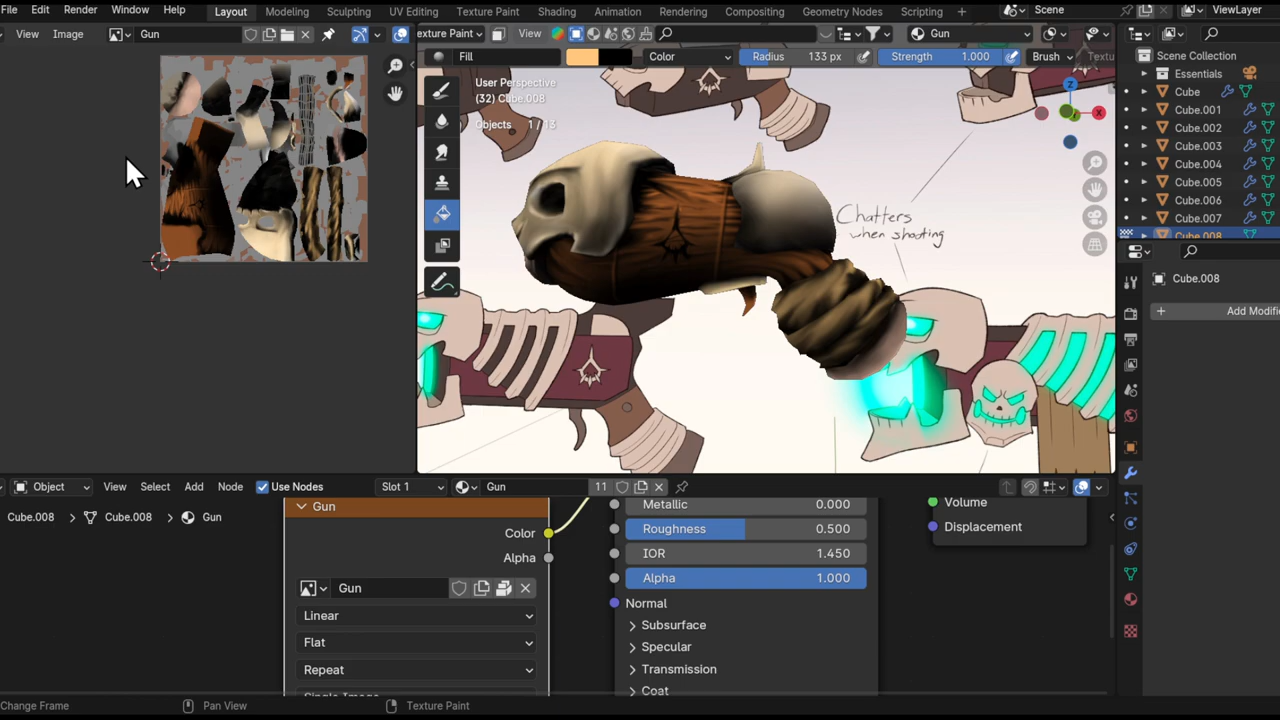 File Edit Render Window Help Layout Modeling Sculpting UV Editing Texture Paint Shading Animation Rendering Compositing Geometry Nodes Scripting Scene ViewLayer
View Image Gun exture Paint View Gun
Fill Color Radius 133 px Strength 1.000 Brush Textu
User Perspective
(32) Cube.008
Objects 1 / 13
Z
X
Chatters
when shooting
Scene Collection
Essentials
Cube
Cube.001
Cube.002
Cube.003
Cube.004
Cube.005
Cube.006
Cube.007
Cube.008
Cube.008
Add Modifi
Object View Select Add Node Use Nodes Slot 1 Gun 11
Cube.008 Cube.008 Gun
Gun
Color
Alpha
Gun
Linear
Flat
Repeat
Single Image
Metallic 0.000
Roughness 0.500
IOR 1.450
Alpha 1.000
Normal
Subsurface
Specular
Transmission
Coat
Volume
Displacement
Change Frame Pan View Texture Paint